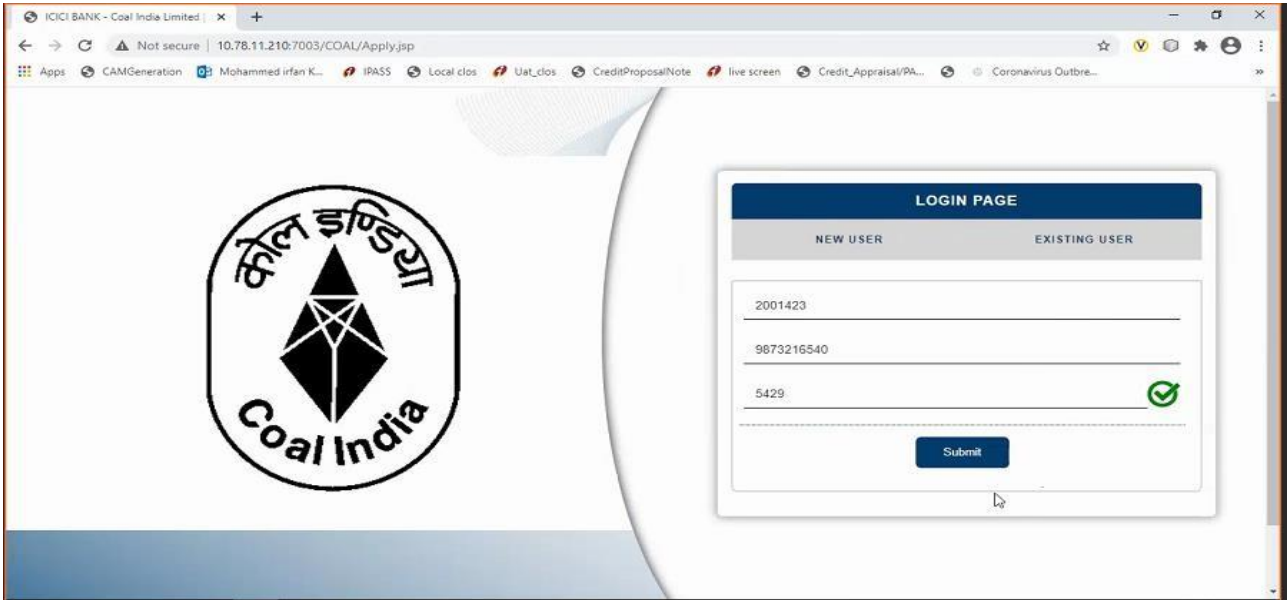 ICICI BANK - Coal India Limited |
Not secure | 10.78.11.210:7003/COAL/Apply.jsp
Apps CAMGeneration Mohammed irfan K... IPASS Local clos Uat_clos CreditProposalNote live screen Credit_Appraisal/PA... Coronavirus Outbre... »
कोल इण्डिया
Coal India
LOGIN PAGE
NEW USER EXISTING USER
2001423
9873216540
5429
Submit